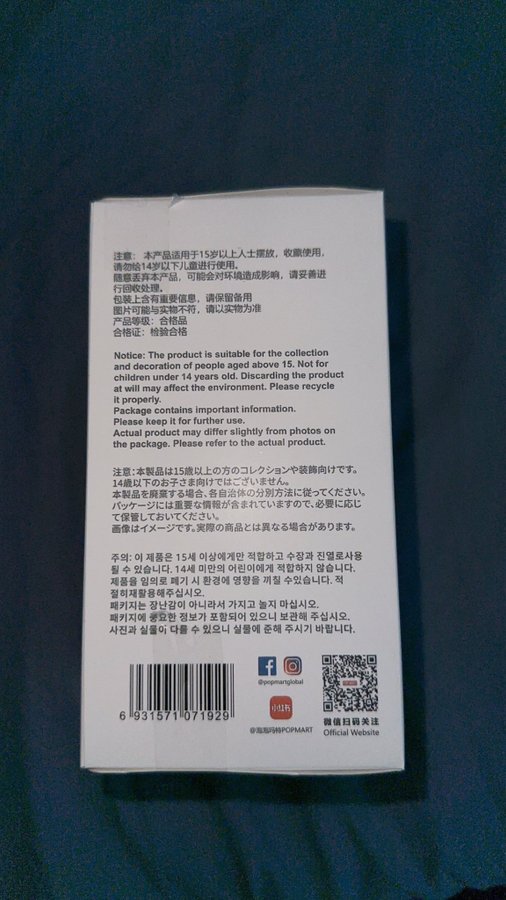 注意： 本产品适用于15岁以上人士摆放，收藏使用，
请勿给14岁以下儿童进行使用。
随意丢弃本产品，可能会对环境造成影响，请妥善进
行回收处理。
包装上含有重要信息，请保留备用
图片可能与实物不符，请以实物为准
产品等级：合格品
合格证：检验合格
Notice: The product is suitable for the collection
and decoration of people aged above 15. Not for
children under 14 years old. Discarding the product
at will may affect the environment. Please recycle
it properly.
Package contains important information.
Please keep it for further use.
Actual product may differ slightly from photos on
the package. Please refer to the actual product.
注意：本製品は15歳以上の方のコレクションや装飾向けです。
14歳以下のお子さま向けではございません。
本製品を廃棄する場合、各自治体の分別方法に従ってください。
パッケージには重要な情報が含まれていますので、必要に応じ
て保管しておいてください。
画像はイメージです。実際の商品とは異なる場合があります。
주의: 이 제품은 15세 이상에게만 적합하고 수장과 진열로사용
될 수 있습니다. 14세 미만의 어린이에게 적합하지 않습니다.
제품을 임의로 폐기 시 환경에 영향을 끼칠 수있습니다. 적
절히재활용해주십시오.
패키지는 장난감이 아니라서 가지고 놀지 마십시오.
패키지에 중요한 정보가 포함되어 있으니 보관해 주십시오.
사진과 실물이 다를 수 있으니 실물에 준해 주시기 바랍니다.
6 931571 071929
@popmartglobal
小红书
@泡泡玛特POPMART
微信扫码关注
Official Website